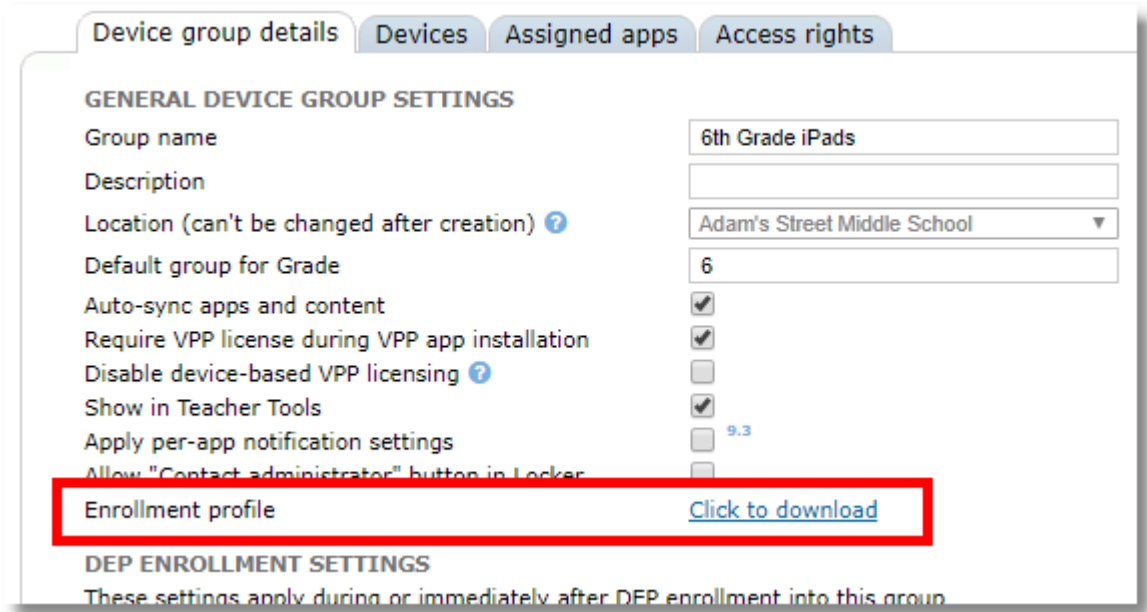 Device group details Devices Assigned apps Access rights
GENERAL DEVICE GROUP SETTINGS
Group name 6th Grade iPads
Description
Location (can't be changed after creation) ? Adam's Street Middle School
Default group for Grade 6
Auto-sync apps and content
Require VPP license during VPP app installation
Disable device-based VPP licensing ?
Show in Teacher Tools
Apply per-app notification settings 9.3
Allow "Contact administrator" button in Locker
Enrollment profile Click to download
DEP ENROLLMENT SETTINGS
These settings apply during or immediately after DEP enrollment into this group